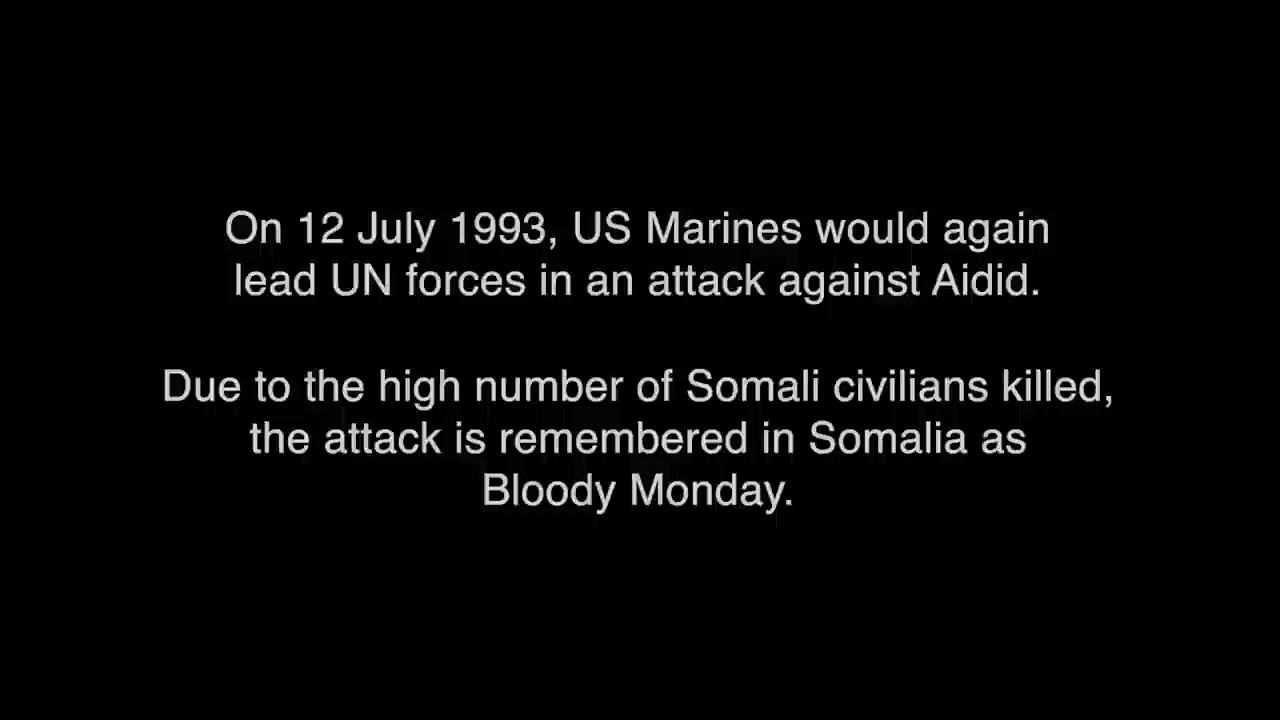 On 12 July 1993, US Marines would again
lead UN forces in an attack against Aidid.
Due to the high number of Somali civilians killed,
the attack is remembered in Somalia as
Bloody Monday.